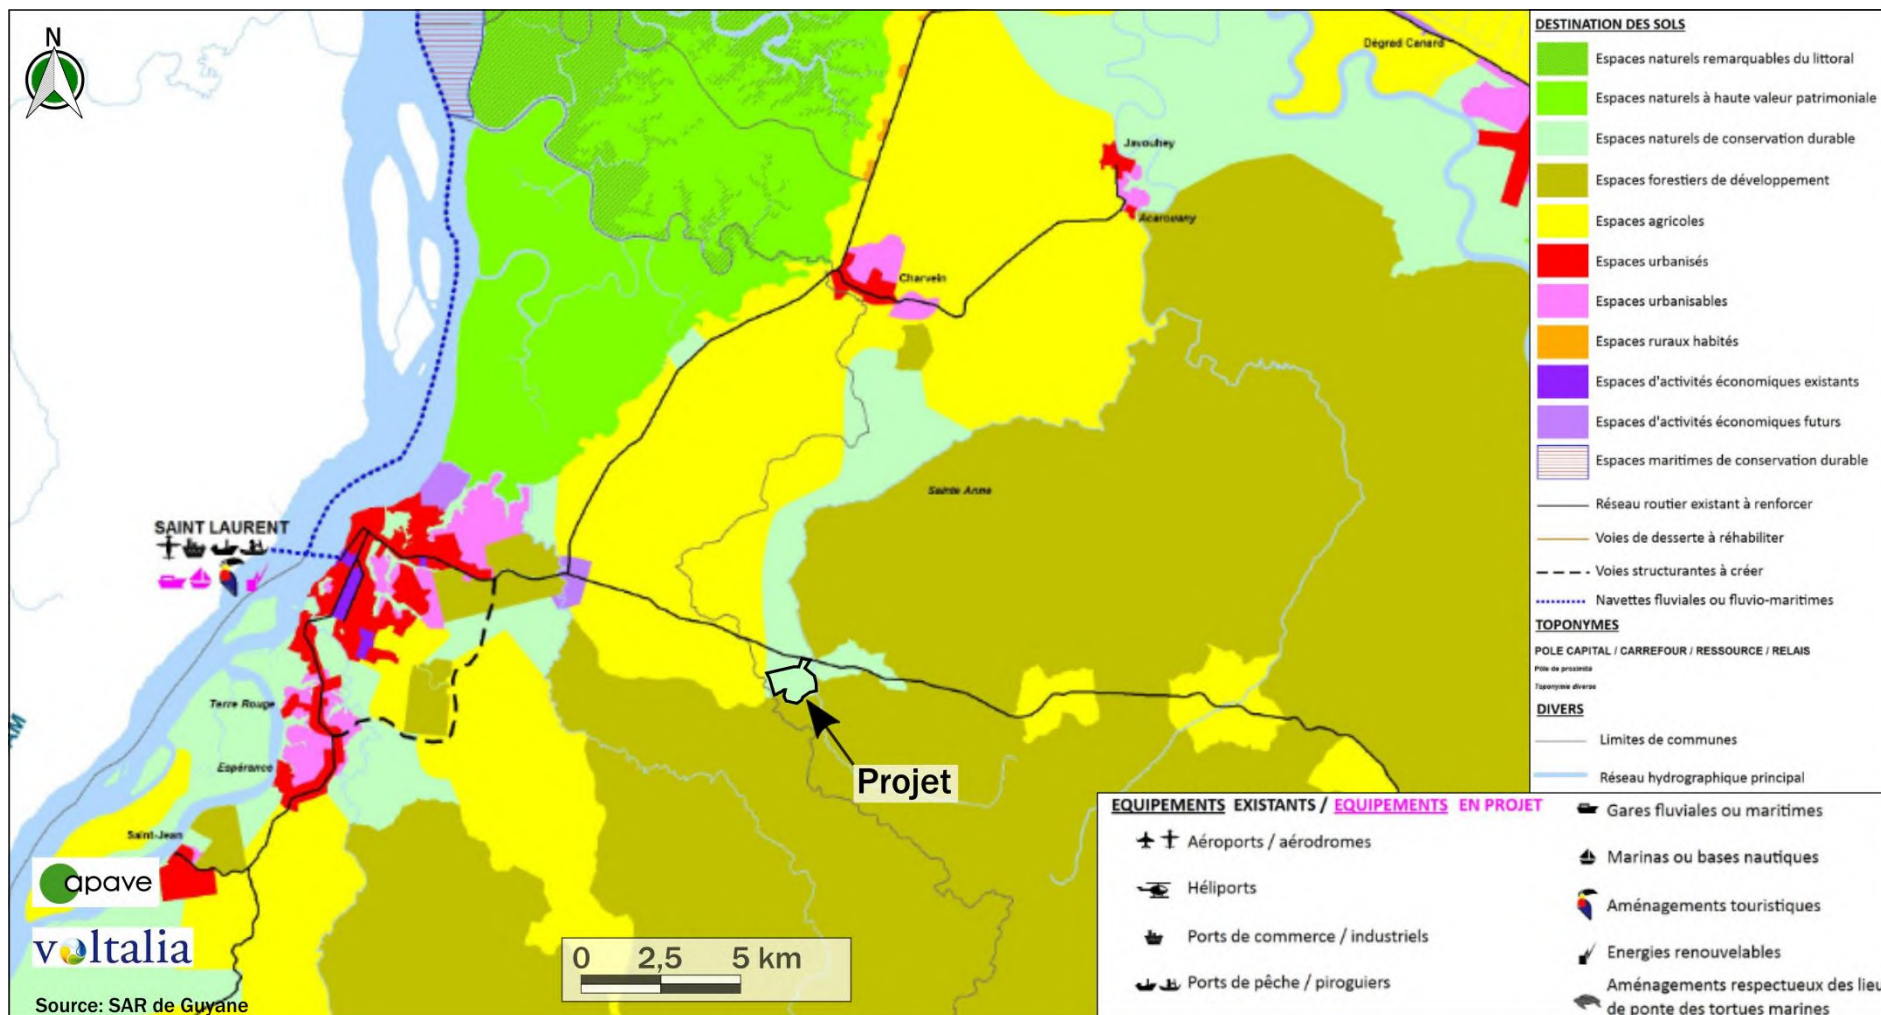 N
Dégrad Canard
Javouhey
Acarouany
Charvein
Sainte Anne
SAINT LAURENT
Terre Rouge
Espérance
Saint-Jean
Projet
AM
apave
voltalia
0 2,5 5 km
Source: SAR de Guyane
DESTINATION DES SOLS
Espaces naturels remarquables du littoral
Espaces naturels à haute valeur patrimoniale
Espaces naturels de conservation durable
Espaces forestiers de développement
Espaces agricoles
Espaces urbanisés
Espaces urbanisables
Espaces ruraux habités
Espaces d'activités économiques existants
Espaces d'activités économiques futurs
Espaces maritimes de conservation durable
Réseau routier existant à renforcer
Voies de desserte à réhabiliter
Voies structurantes à créer
Navettes fluviales ou fluvio-maritimes
TOPONYMES
POLE CAPITAL / CARREFOUR / RESSOURCE / RELAIS
Pôle de proximité
Toponymie diverse
DIVERS
Limites de communes
Réseau hydrographique principal
EQUIPEMENTS EXISTANTS / EQUIPEMENTS EN PROJET
Aéroports / aérodromes
Héliports
Ports de commerce / industriels
Ports de pêche / piroguiers
Gares fluviales ou maritimes
Marinas ou bases nautiques
Aménagements touristiques
Energies renouvelables
Aménagements respectueux des lieu
de ponte des tortues marines